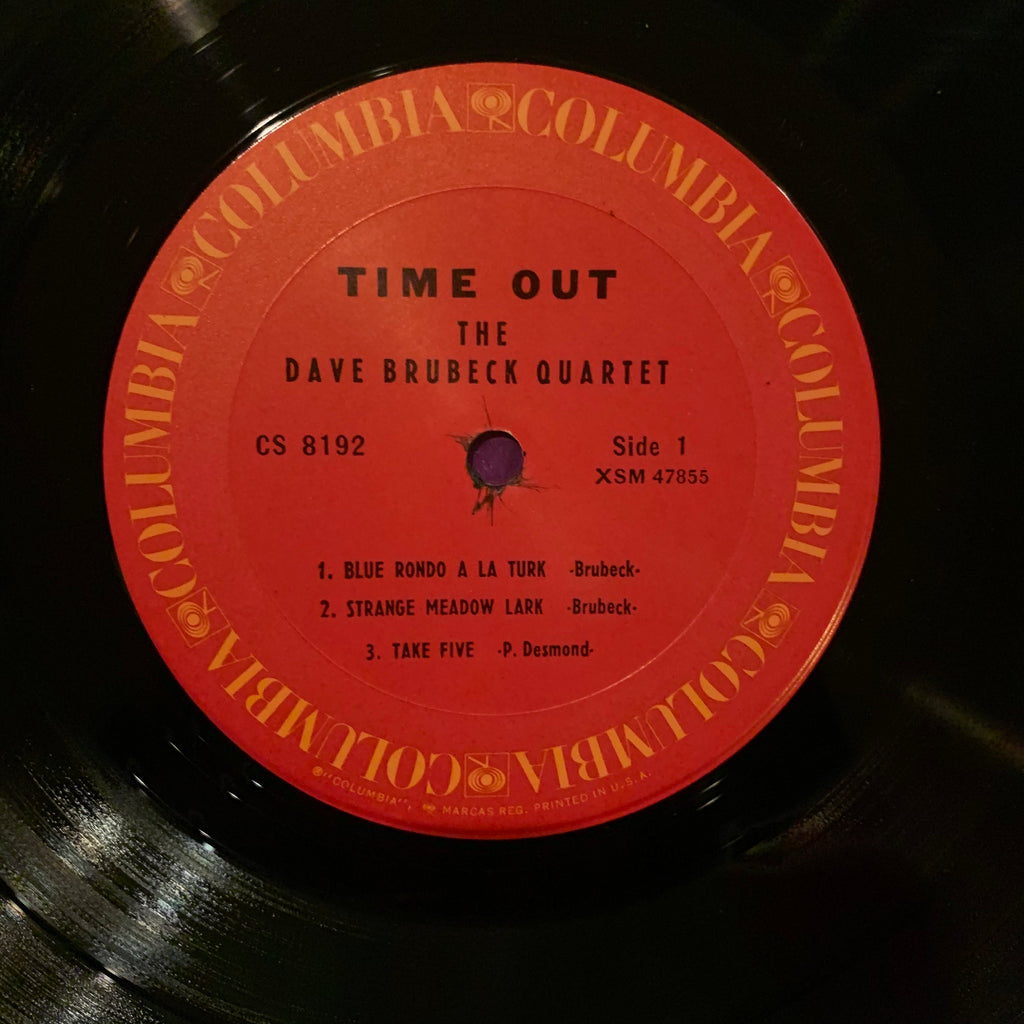 COLUMBIA COLUMBIA COLUMBIA COLUMBIA COLUMBIA COLUMBIA
TIME OUT
THE
DAVE BRUBECK QUARTET
CS 8192
Side 1
XSM 47855
1. BLUE RONDO A LA TURK -Brubeck-
2. STRANGE MEADOW LARK -Brubeck-
3. TAKE FIVE -P. Desmond-
®"COLUMBIA", MARCAS REG. PRINTED IN U.S.A.